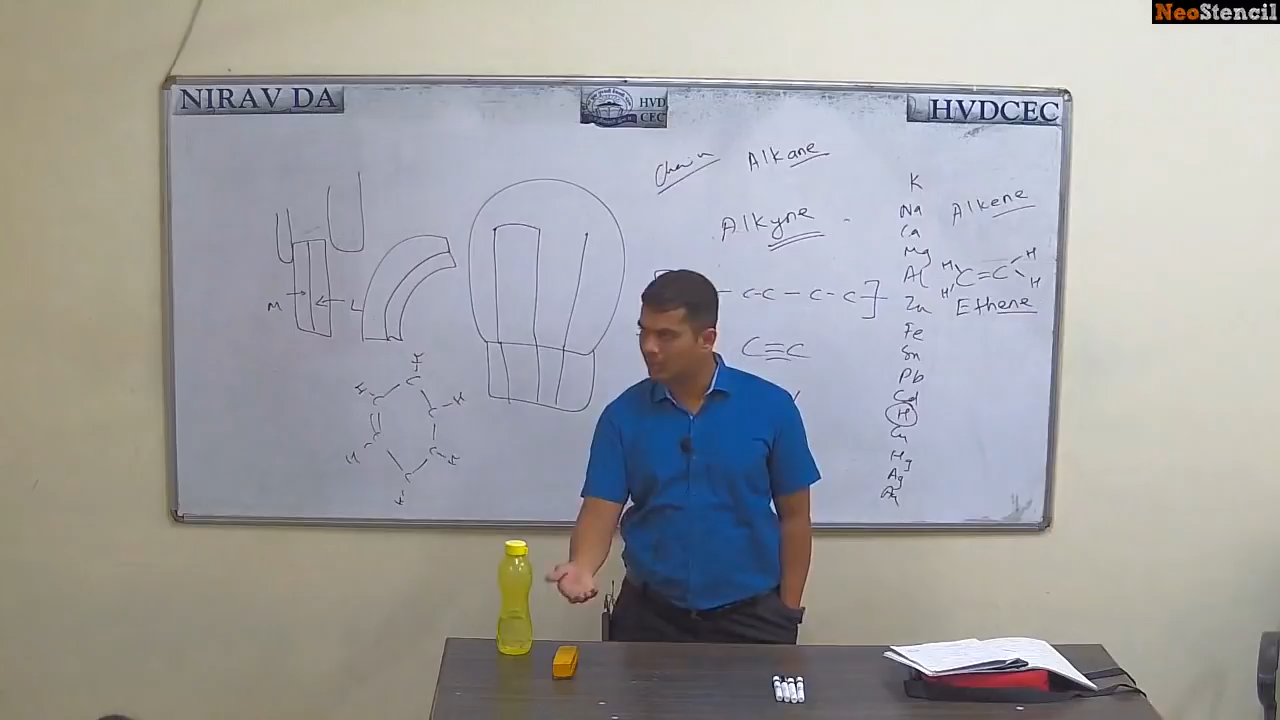 NeoStencil
NIRAV DA
HVD
CEC
HVDCEC
Chain
Alkane
Alkyne
K
Na
Ca
Mg
Al
Zn
Fe
Sn
Pb
Cd
H
Cu
Hg
Ag
Alkene
H H
C=C
H H
Ethene
C-C-C-C
C≡C
M
L
H
C
H C C H
H C C H
C
H